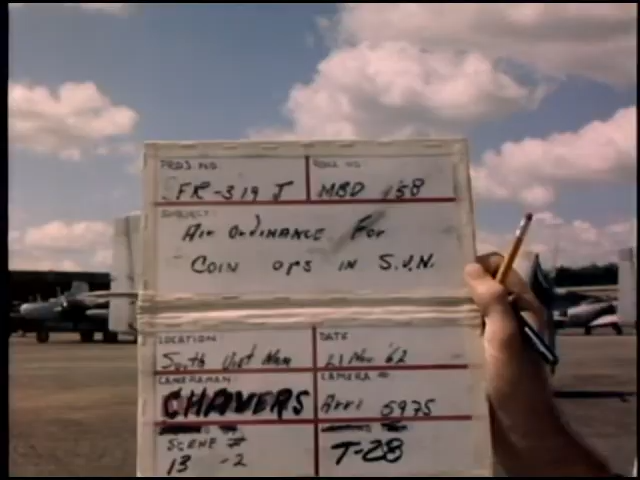 PROJ. NO. ROLL NO.
FR-319 J MBD 158
SUBJECT:
Air Ordinance For
Coin ops in S.V.N.
LOCATION DATE
South Viet Nam 21 Nov 62
CAMERAMAN CAMERA #
CHAVERS Arri 5975
SCENE #
13 -2 T-28